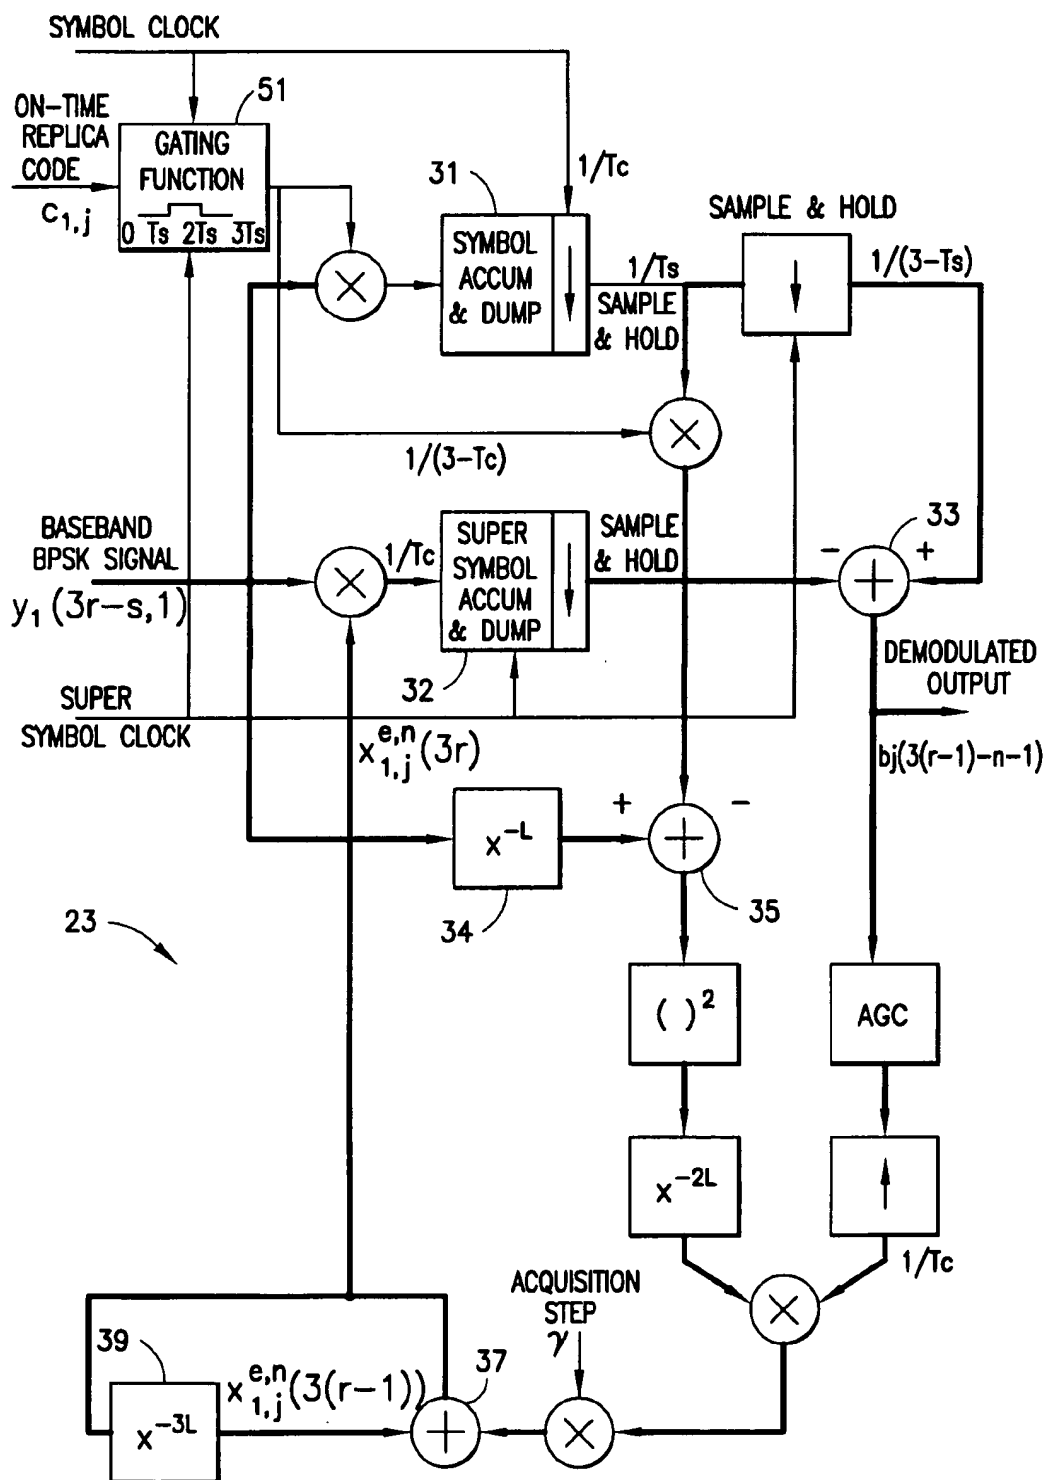 SYMBOL CLOCK
51
ON-TIME
REPLICA
CODE
c1,j
GATING
FUNCTION
0 Ts 2Ts 3Ts
31
1/Tc
SYMBOL
ACCUM
& DUMP
1/Ts
SAMPLE
& HOLD
SAMPLE & HOLD
1/(3-Ts)
1/(3-Tc)
BASEBAND
BPSK SIGNAL
y1(3r-s,1)
1/Tc
SUPER
SYMBOL
ACCUM
& DUMP
SAMPLE
& HOLD
33
- +
32
DEMODULATED
OUTPUT
bj(3(r-1)-n-1)
SUPER
SYMBOL CLOCK
x1,j^e,n(3r)
+ -
x^-L
34
35
23
( )^2
AGC
x^-2L
1/Tc
ACQUISITION
STEP
γ
39
x1,j^e,n(3(r-1))
37
x^-3L